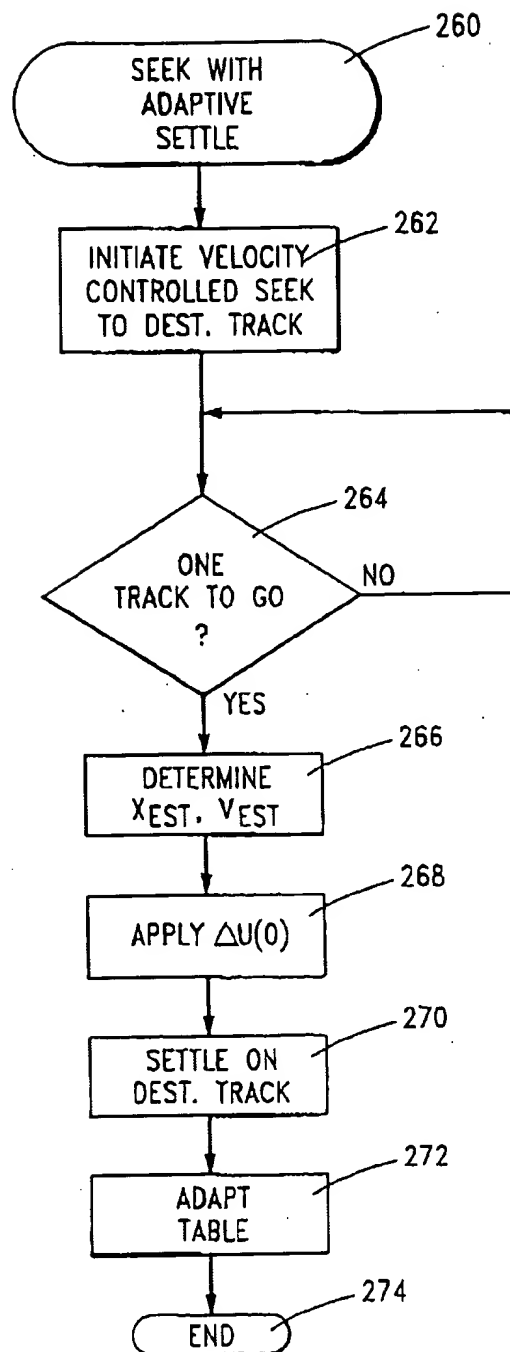 260
SEEK WITH
ADAPTIVE
SETTLE
262
INITIATE VELOCITY
CONTROLLED SEEK
TO DEST. TRACK
264
ONE
TRACK TO GO
?
NO
YES
266
DETERMINE
XEST, VEST
268
APPLY ΔU(0)
270
SETTLE ON
DEST. TRACK
272
ADAPT
TABLE
274
END